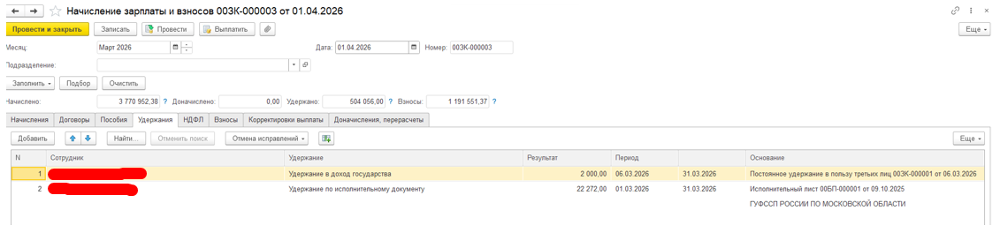 Начисление зарплаты и взносов 00ЗК-000003 от 01.04.2026
Провести и закрыть Записать Провести Выплатить Еще
Месяц: Март 2026 Дата: 01.04.2026 Номер: 00ЗК-000003
Подразделение:
Заполнить Подбор Очистить
Начислено: 3 770 952,38 ? Доначислено: 0,00 Удержано: 504 056,00 ? Взносы: 1 191 551,37 ?
Начисления Договоры Пособия Удержания НДФЛ Взносы Корректировки выплаты Доначисления, перерасчеты
Добавить Найти... Отменить поиск Отмена исправлений Еще
N Сотрудник Удержание Результат Период Основание
1 Удержание в доход государства 2 000,00 06.03.2026 31.03.2026 Постоянное удержание в пользу третьих лиц 00ЗК-000001 от 06.03.2026
2 Удержание по исполнительному документу 22 272,00 01.03.2026 31.03.2026 Исполнительный лист 00БП-000001 от 09.10.2025
ГУФССП РОССИИ ПО МОСКОВСКОЙ ОБЛАСТИ